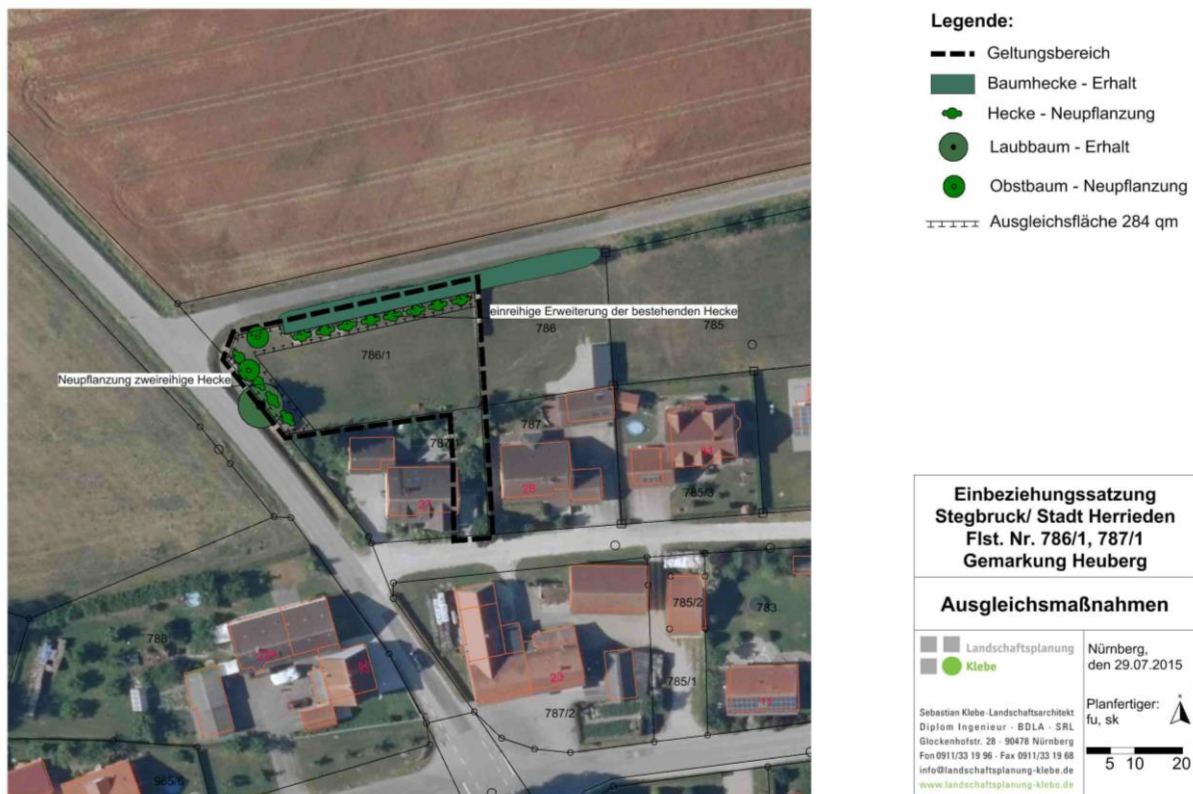 einreihige Erweiterung der bestehenden Hecke
786
785
786/1
Neupflanzung zweireihige Hecke
787
27
26
785/3
788
785/2
783
23
785/1
787/2
Legende:
Geltungsbereich
Baumhecke - Erhalt
Hecke - Neupflanzung
Laubbaum - Erhalt
Obstbaum - Neupflanzung
Ausgleichsfläche 284 qm
Einbeziehungssatzung
Stegbruck/ Stadt Herrieden
Flst. Nr. 786/1, 787/1
Gemarkung Heuberg
Ausgleichsmaßnahmen
Landschaftsplanung
Klebe
Sebastian Klebe-Landschaftsarchitekt
Diplom Ingenieur - BDLA - SRL
Glockenhofstr. 28 - 90478 Nürnberg
Fon 0911/33 19 96 - Fax 0911/33 19 68
info@landschaftsplanung-klebe.de
www.landschaftsplanung-klebe.de
Nürnberg,
den 29.07.2015
Planfertiger:
fu, sk
5 10 20